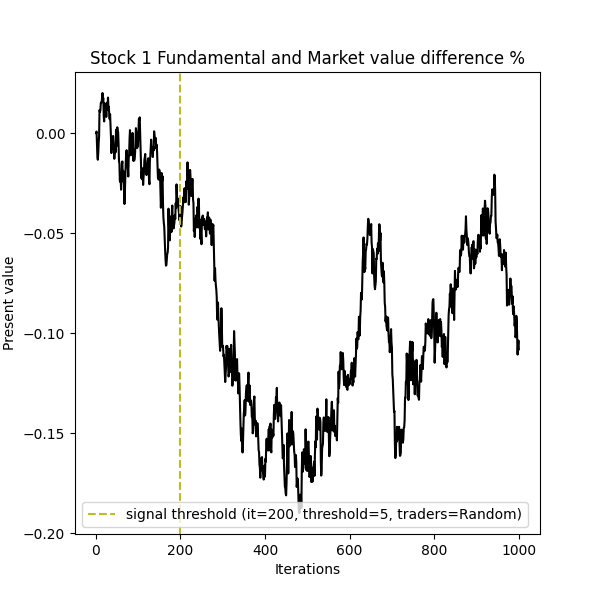 Stock 1 Fundamental and Market value difference %
Present value
0.00
−0.05
−0.10
−0.15
−0.20
signal threshold (it=200, threshold=5, traders=Random)
0 200 400 600 800 1000
Iterations